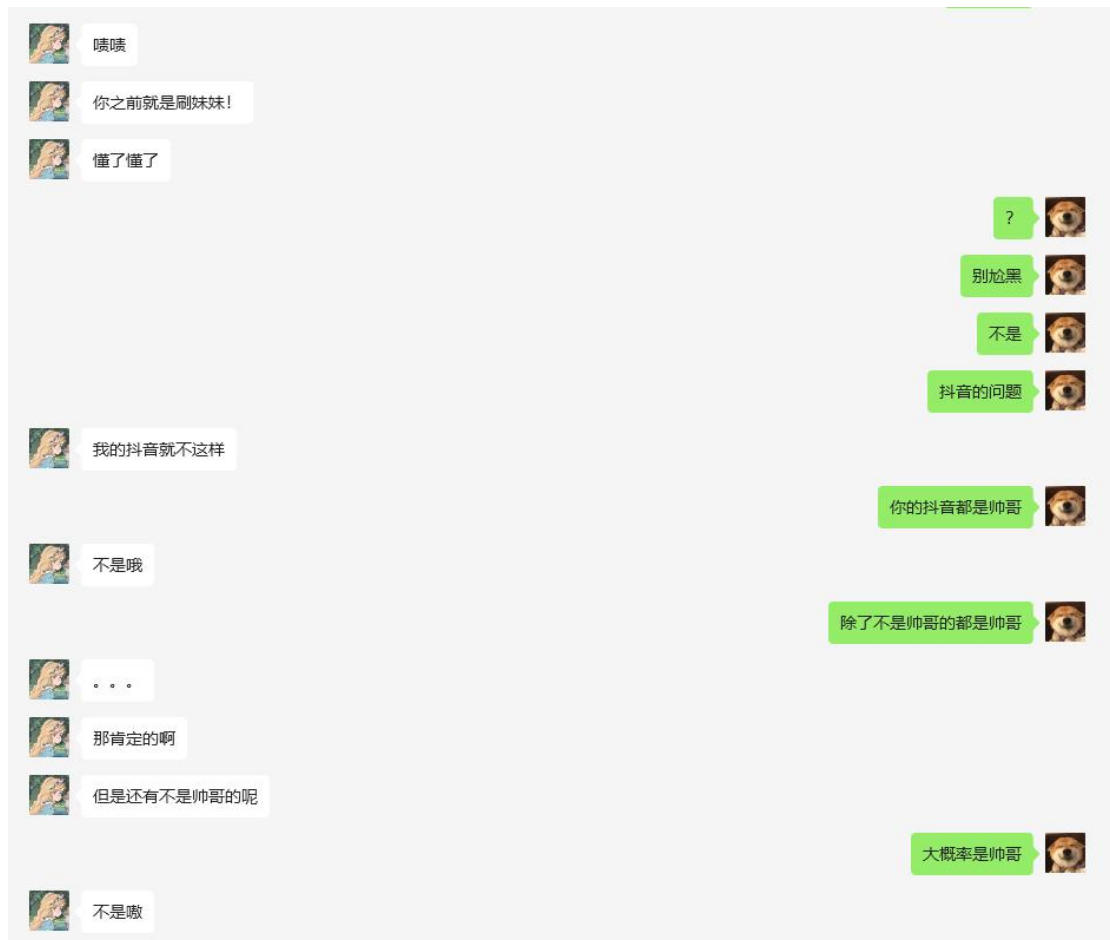 啧啧
你之前就是刷妹妹！
懂了懂了
？
别尬黑
不是
抖音的问题
我的抖音就不这样
你的抖音都是帅哥
不是哦
除了不是帅哥的都是帅哥
。。。
那肯定的啊
但是还有不是帅哥的呢
大概率是帅哥
不是嗷